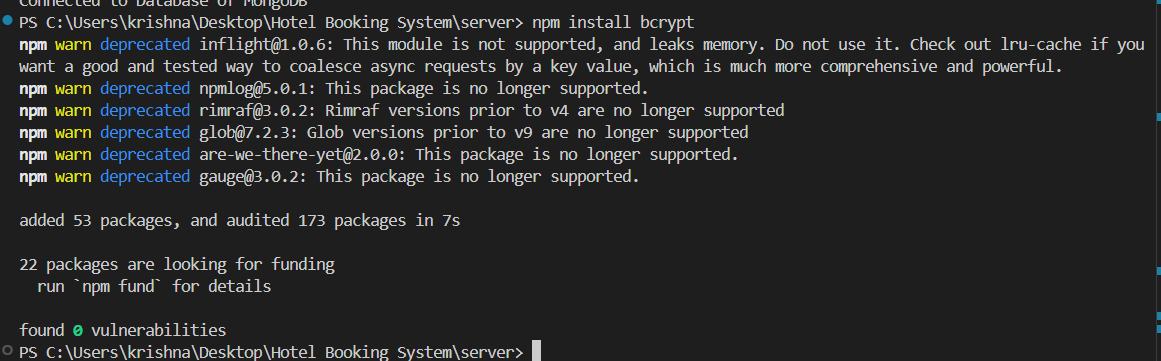 Connected to Database of MongoDB
PS C:\Users\krishna\Desktop\Hotel Booking System\server> npm install bcrypt
npm warn deprecated inflight@1.0.6: This module is not supported, and leaks memory. Do not use it. Check out lru-cache if you
want a good and tested way to coalesce async requests by a key value, which is much more comprehensive and powerful.
npm warn deprecated npmlog@5.0.1: This package is no longer supported.
npm warn deprecated rimraf@3.0.2: Rimraf versions prior to v4 are no longer supported
npm warn deprecated glob@7.2.3: Glob versions prior to v9 are no longer supported
npm warn deprecated are-we-there-yet@2.0.0: This package is no longer supported.
npm warn deprecated gauge@3.0.2: This package is no longer supported.
added 53 packages, and audited 173 packages in 7s
22 packages are looking for funding
run `npm fund` for details
found 0 vulnerabilities
PS C:\Users\krishna\Desktop\Hotel Booking System\server>